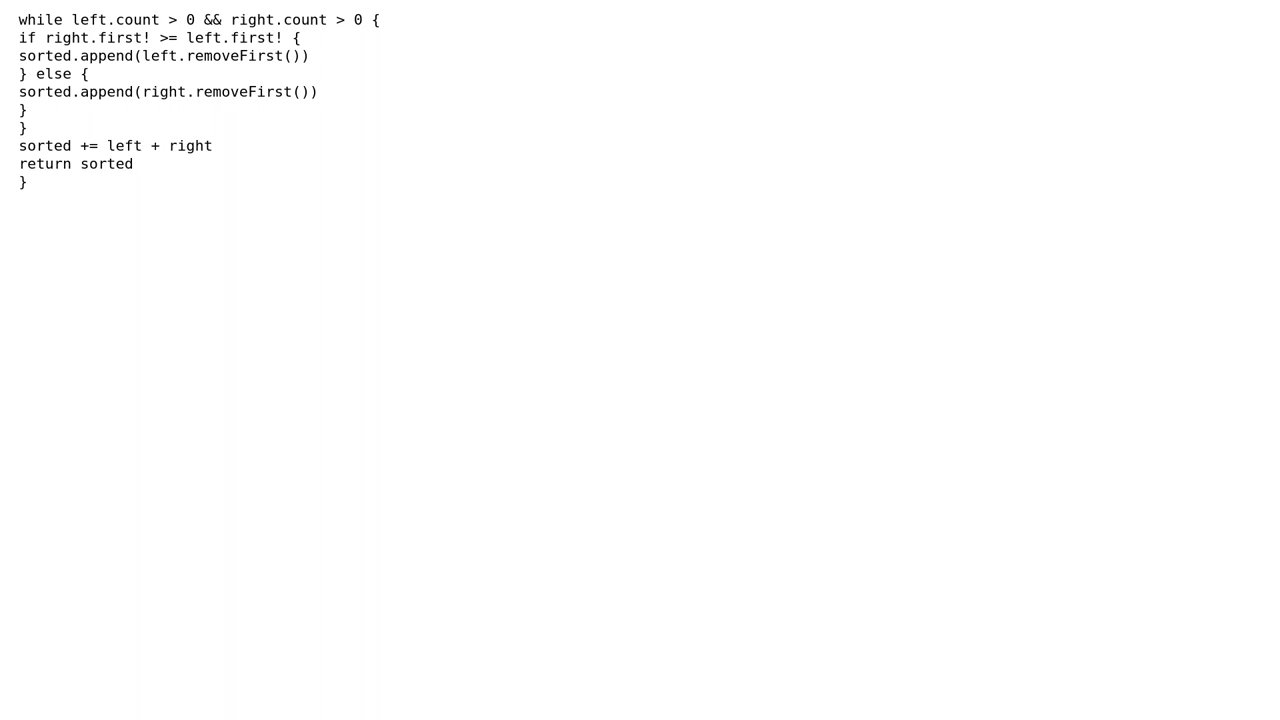 while left.count > 0 && right.count > 0 {
if right.first! >= left.first! {
sorted.append(left.removeFirst())
} else {
sorted.append(right.removeFirst())
}
}
sorted += left + right
return sorted
}